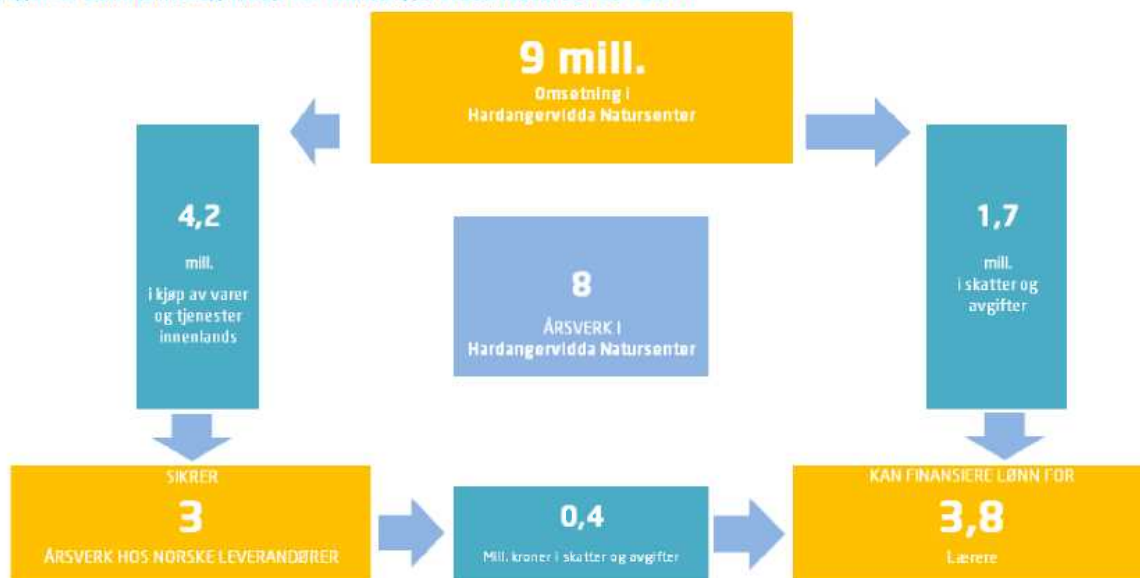 9 mill.
Omsetning i
Hardangervidda Natursenter
4,2
mill.
i kjøp av varer
og tjenester
innenlands
8
ÅRSVERK I
Hardangervidda Natursenter
1,7
mill.
i skatter og
avgifter
SIKRER
3
ÅRSVERK HOS NORSKE LEVERANDØRER
0,4
Mill. kroner i skatter og avgifter
KAN FINANSIERE LØNN FOR
3,8
Lærere